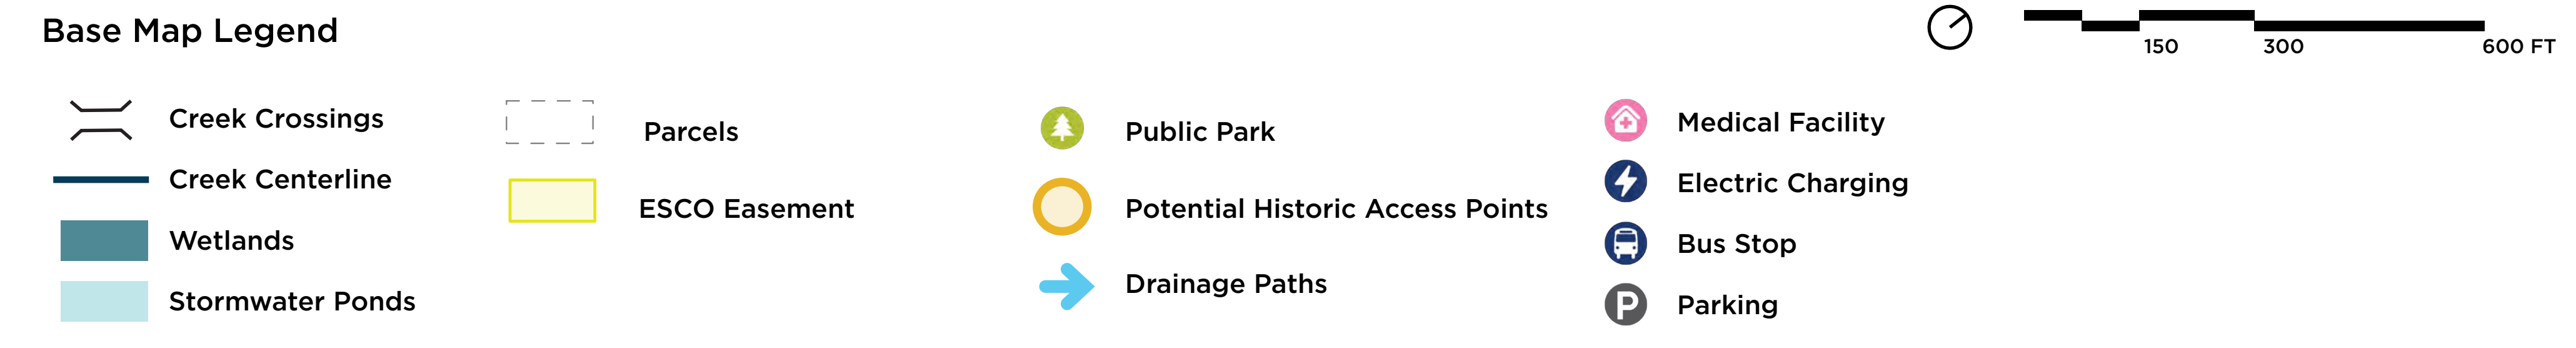 Base Map Legend
150 300 600 FT
Creek Crossings
Creek Centerline
Wetlands
Stormwater Ponds
Parcels
ESCO Easement
Public Park
Potential Historic Access Points
Drainage Paths
Medical Facility
Electric Charging
Bus Stop
P Parking